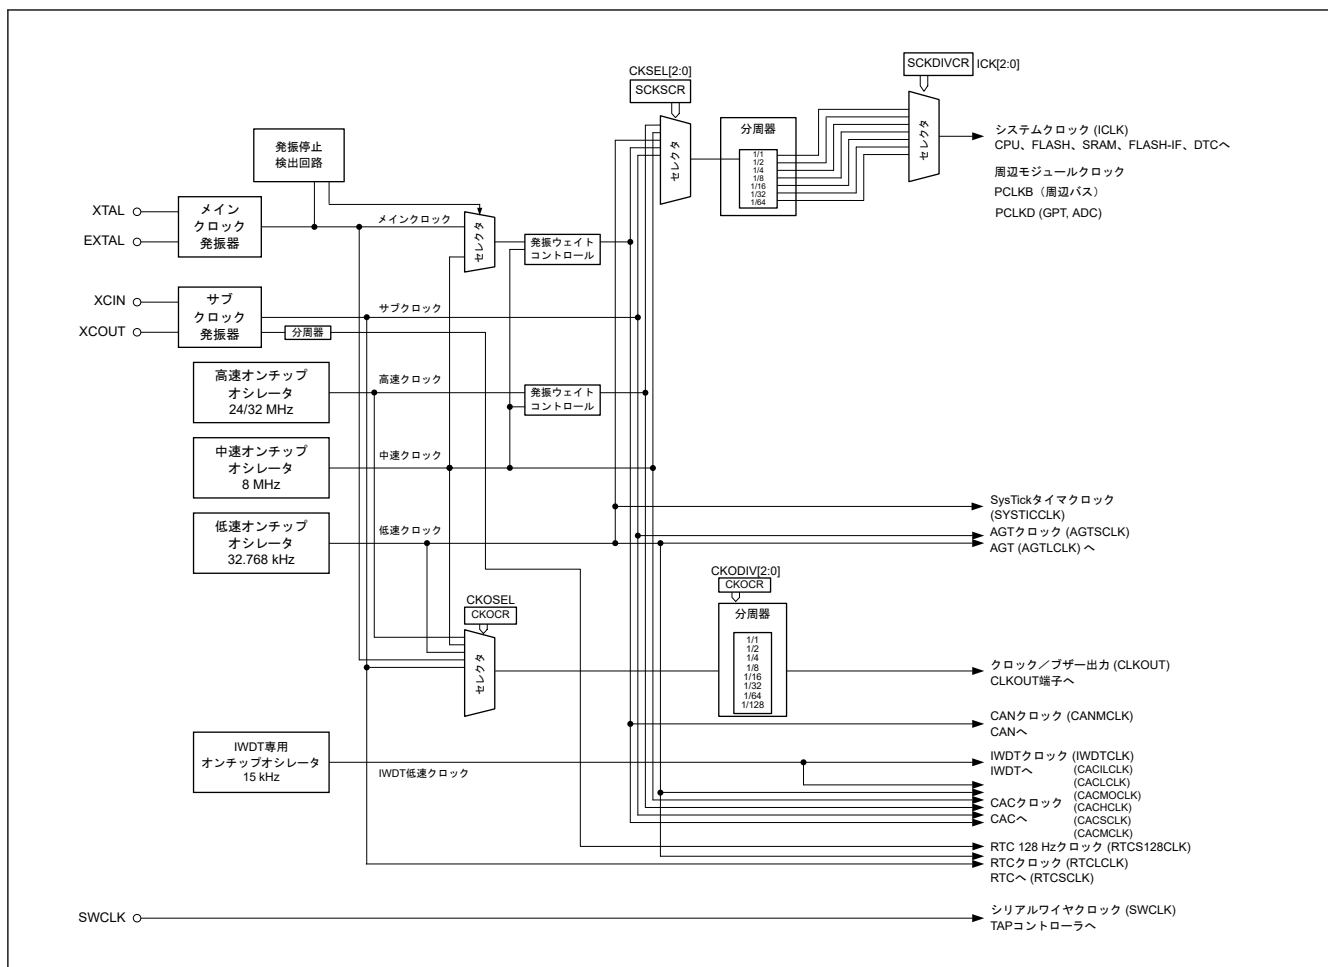 SCKDIVCR ICK[2:0]
CKSEL[2:0]
SCKSCR
セレクタ
分周器
1/1
1/2
1/4
1/8
1/16
1/32
1/64
セレクタ
システムクロック (ICLK)
CPU、FLASH、SRAM、FLASH-IF、DTCへ
周辺モジュールクロック
PCLKB（周辺バス）
PCLKD (GPT, ADC)
発振停止
検出回路
XTAL
EXTAL
メイン
クロック
発振器
メインクロック
セレクタ
発振ウェイト
コントロール
XCIN
XCOUT
サブ
クロック
発振器
分周器
サブクロック
高速オンチップ
オシレータ
24/32 MHz
高速クロック
発振ウェイト
コントロール
中速オンチップ
オシレータ
8 MHz
中速クロック
低速オンチップ
オシレータ
32.768 kHz
低速クロック
SysTickタイマクロック
(SYSTICCLK)
AGTクロック (AGTSCLK)
AGT (AGTLCLK) へ
CKOSEL
CKOCR
セレクタ
CKODIV[2:0]
CKOCR
分周器
1/1
1/2
1/4
1/8
1/16
1/32
1/64
1/128
クロック／ブザー出力 (CLKOUT)
CLKOUT端子へ
CANクロック (CANMCLK)
CANへ
IWDT専用
オンチップオシレータ
15 kHz
IWDT低速クロック
IWDTクロック (IWDTCLK)
IWDTへ
(CACILCLK)
(CACLCLK)
(CACMOCLK)
CACクロック (CACHCLK)
CACへ (CACSCLK)
(CACMCLK)
RTC 128 Hzクロック (RTCS128CLK)
RTCクロック (RTCLCLK)
RTCへ (RTCSCLK)
SWCLK
シリアルワイヤクロック (SWCLK)
TAPコントローラへ